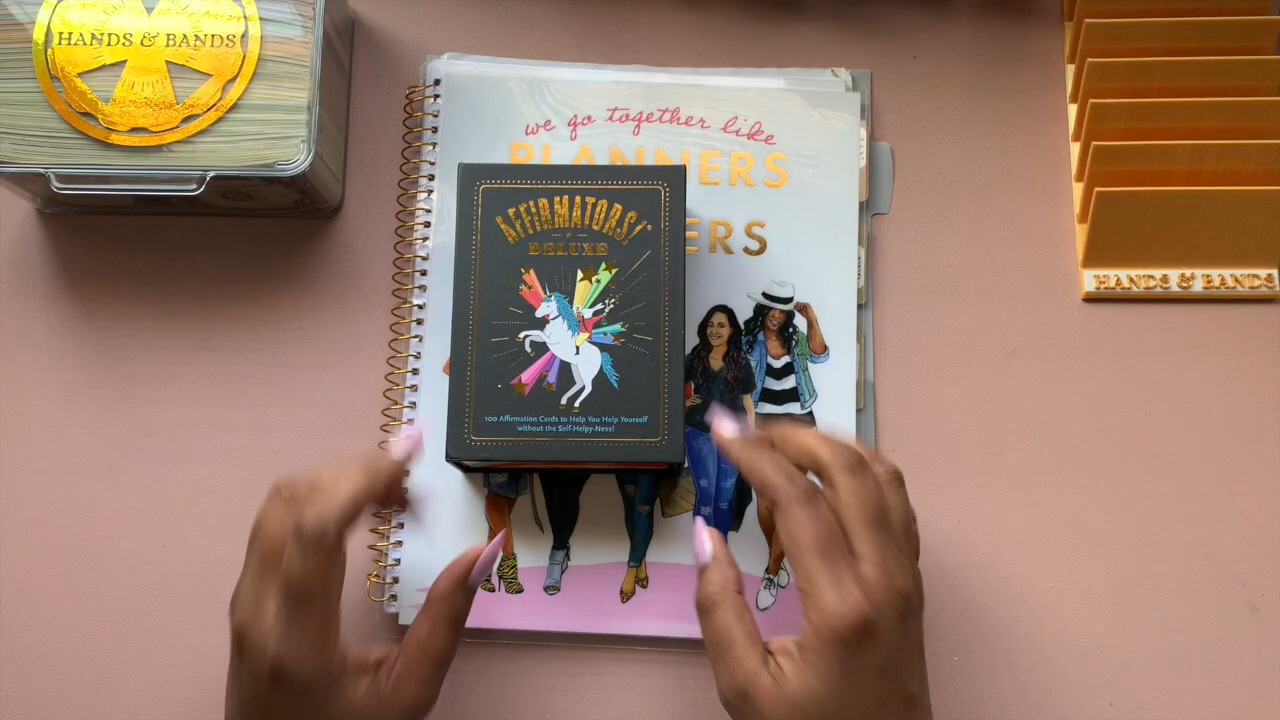 HANDS & BANDS
we go together like
PLANNERS
ERS
AFFIRMATORS!
DELUXE
100 Affirmation Cards to Help You Help Yourself
without the Self-Helpy-Ness!
HANDS & BANDS